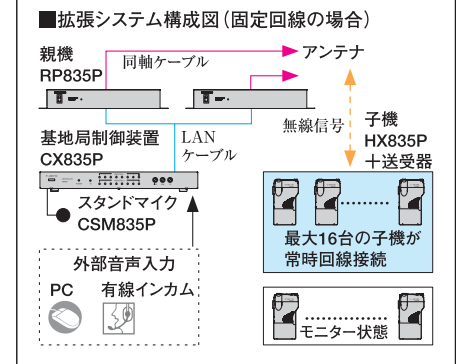 ■拡張システム構成図(固定回線の場合)
親機
RP835P
同軸ケーブル
アンテナ
基地局制御装置
CX835P
LAN
ケーブル
無線信号
子機
HX835P
＋送受器
スタンドマイク
CSM835P
最大16台の子機が
常時回線接続
外部音声入力
PC 有線インカム
モニター状態